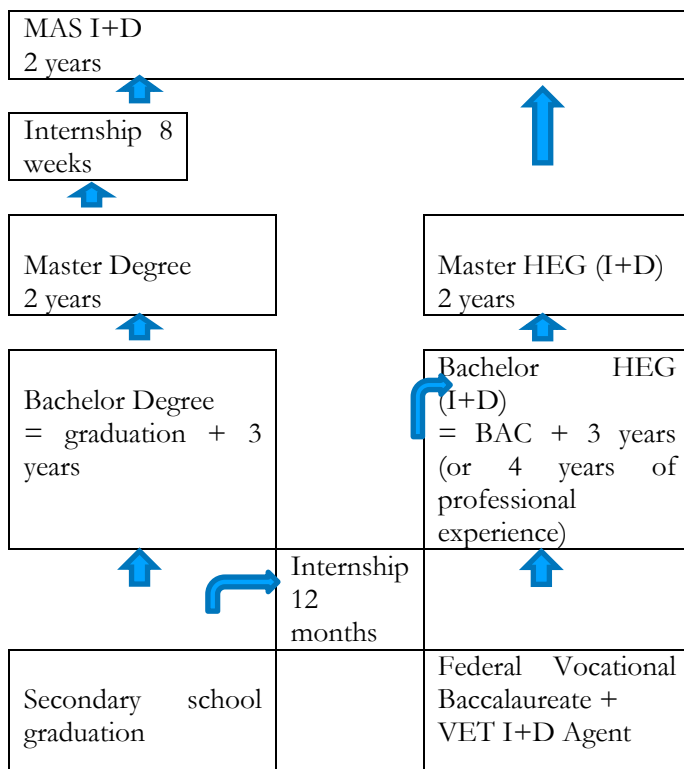 MAS I+D
2 years
Internship 8
weeks
Master Degree
2 years
Master HEG (I+D)
2 years
Bachelor Degree
= graduation + 3
years
Bachelor HEG
(I+D)
= BAC + 3 years
(or 4 years of
professional
experience)
Internship
12
months
Secondary school
graduation
Federal Vocational
Baccalaureate +
VET I+D Agent